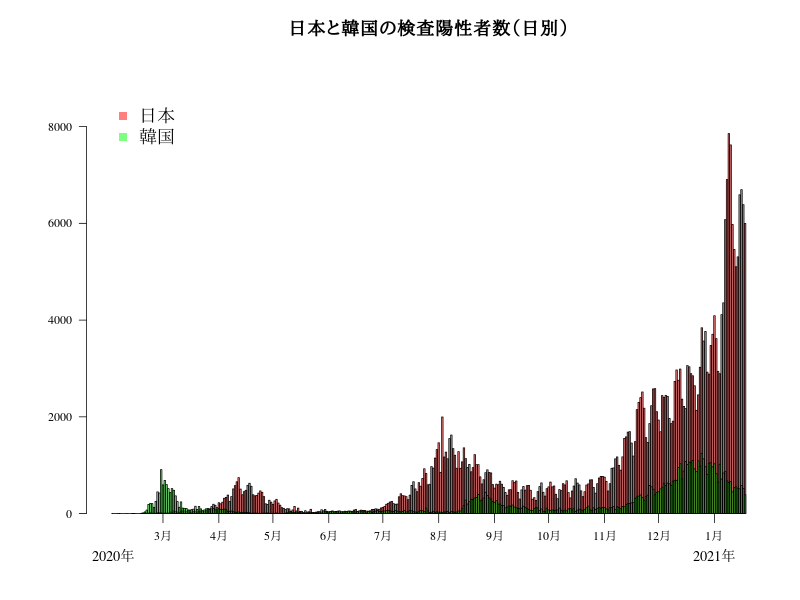 日本と韓国の検査陽性者数（日別）
日本
韓国
8000
6000
4000
2000
0
3月 4月 5月 6月 7月 8月 9月 10月 11月 12月 1月
2020年 2021年